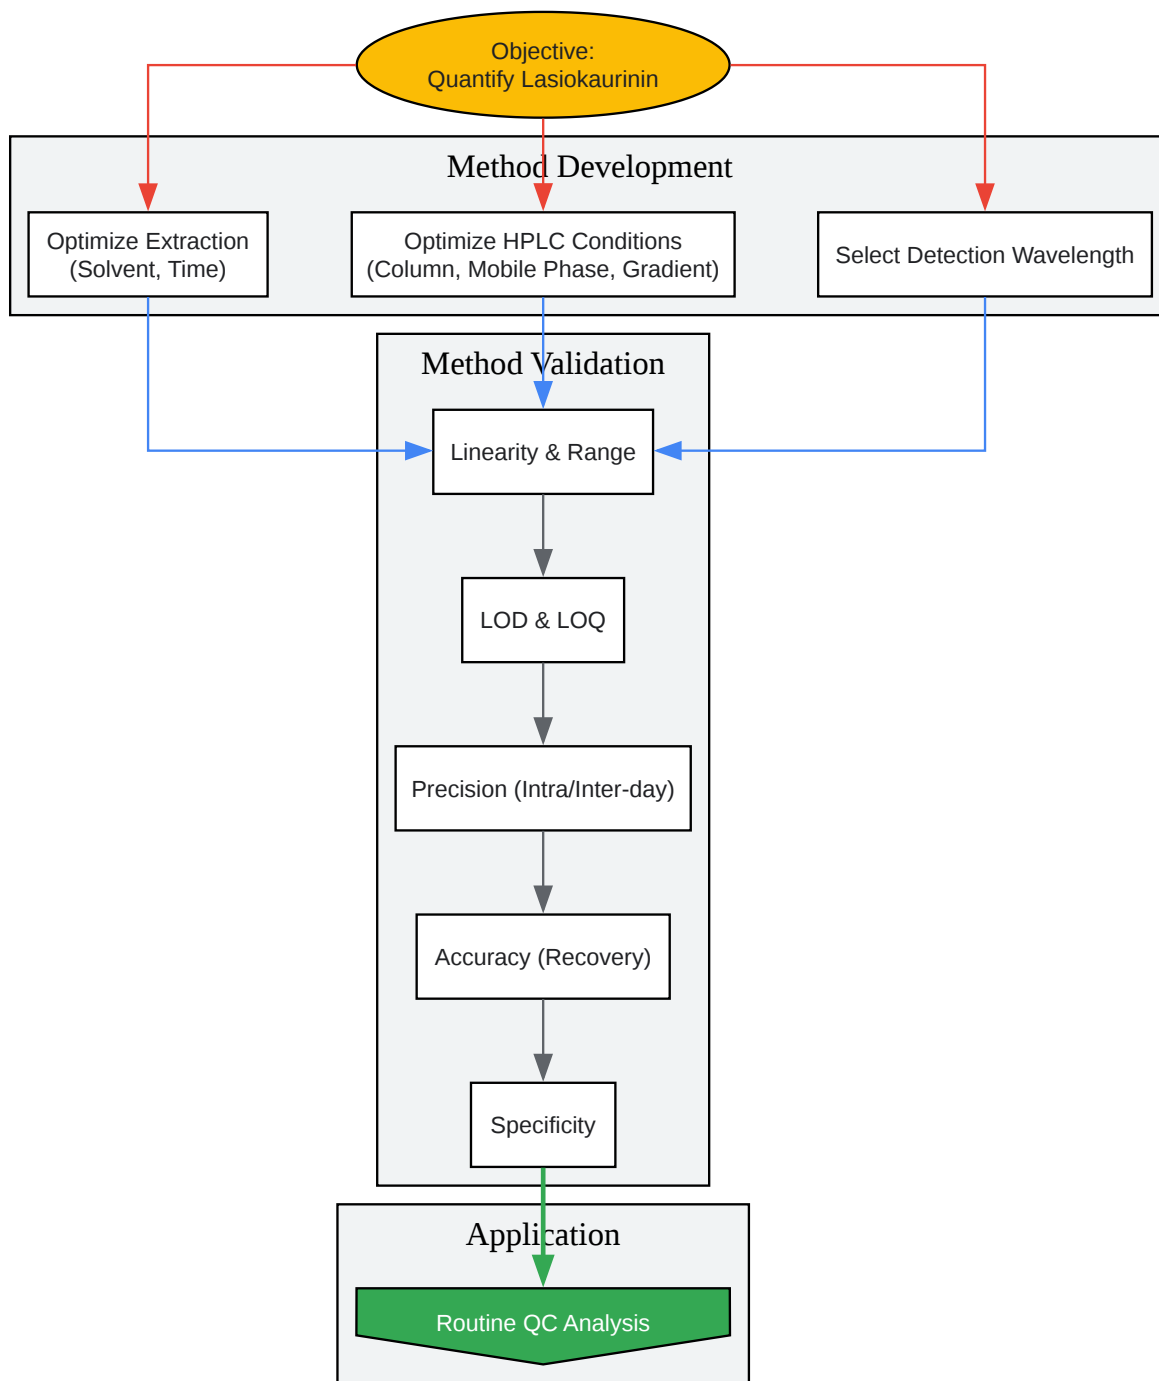 Objective:
Quantify Lasiokaurinin
Method Development
Optimize Extraction
(Solvent, Time)
Optimize HPLC Conditions
(Column, Mobile Phase, Gradient)
Select Detection Wavelength
Method Validation
Linearity & Range
LOD & LOQ
Precision (Intra/Inter-day)
Accuracy (Recovery)
Specificity
Application
Routine QC Analysis